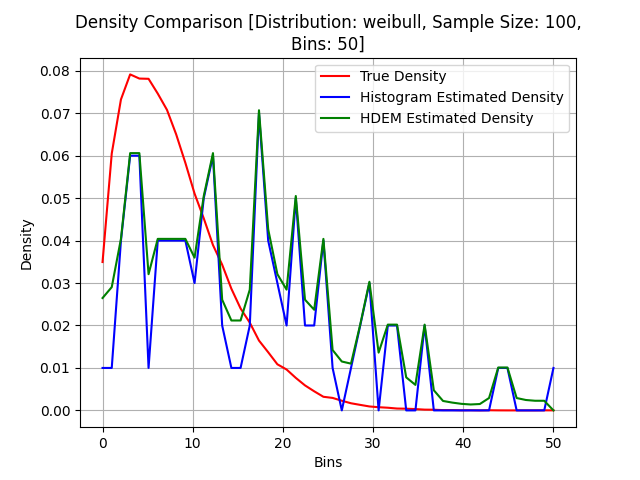 Density Comparison [Distribution: weibull, Sample Size: 100,
Bins: 50]
True Density
Histogram Estimated Density
HDEM Estimated Density
Density
0.08
0.07
0.06
0.05
0.04
0.03
0.02
0.01
0.00
0 10 20 30 40 50
Bins